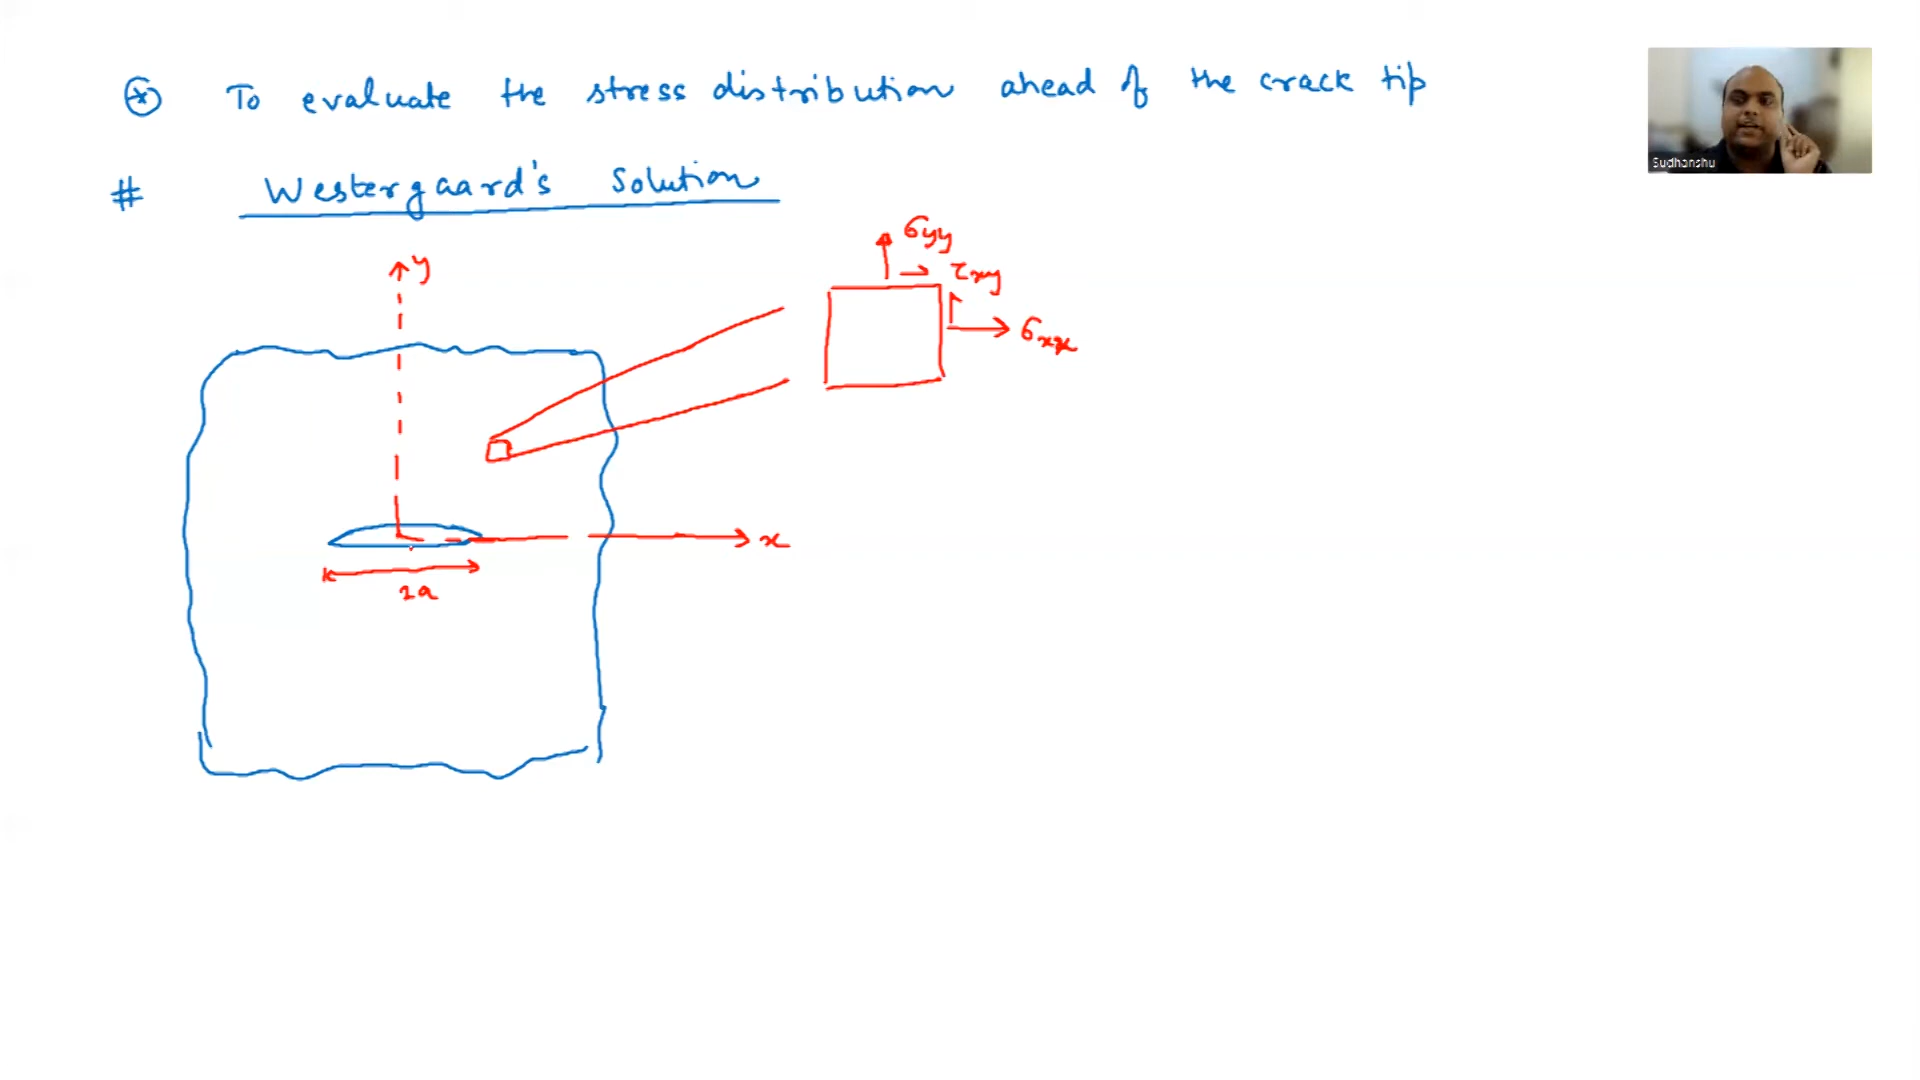 * To evaluate the stress distribution ahead of the crack tip
Sudhanshu
# Westergaard's Solution
σyy
τxy
σxx
y
x
2a